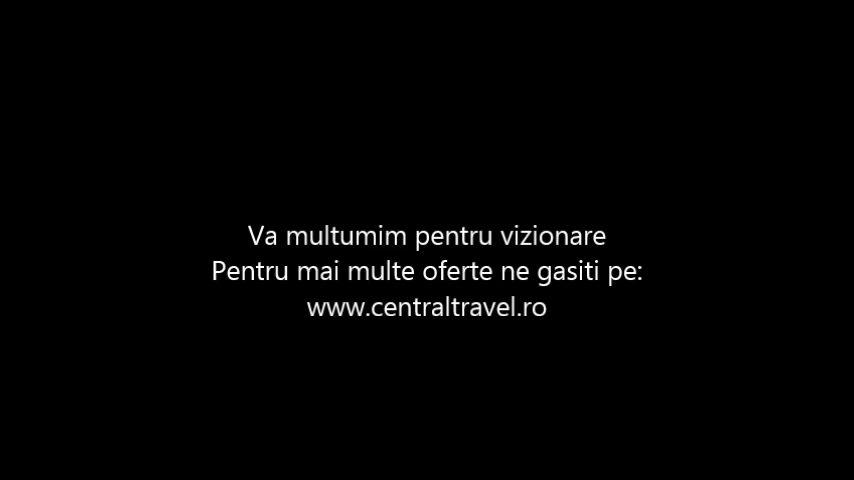 Va multumim pentru vizionare
Pentru mai multe oferte ne gasiti pe:
www.centraltravel.ro